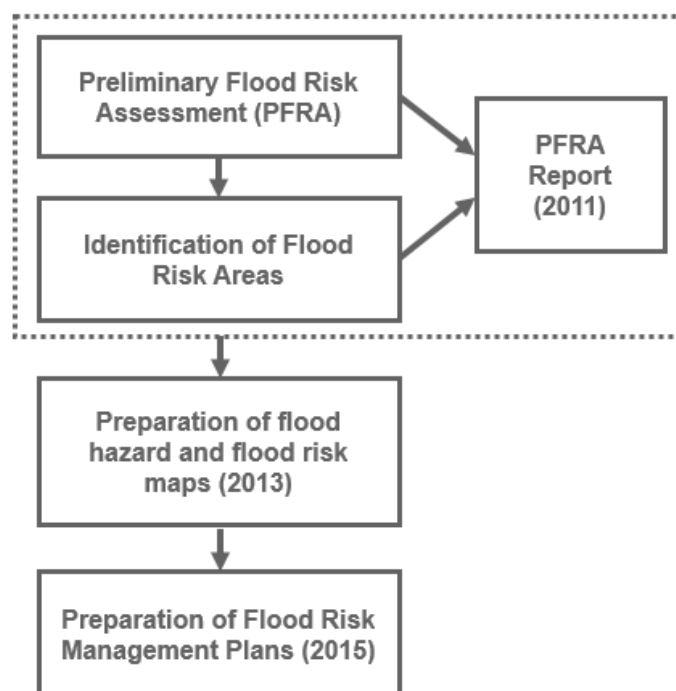 Preliminary Flood Risk
Assessment (PFRA)
PFRA
Report
(2011)
Identification of Flood
Risk Areas
Preparation of flood
hazard and flood risk
maps (2013)
Preparation of Flood Risk
Management Plans (2015)